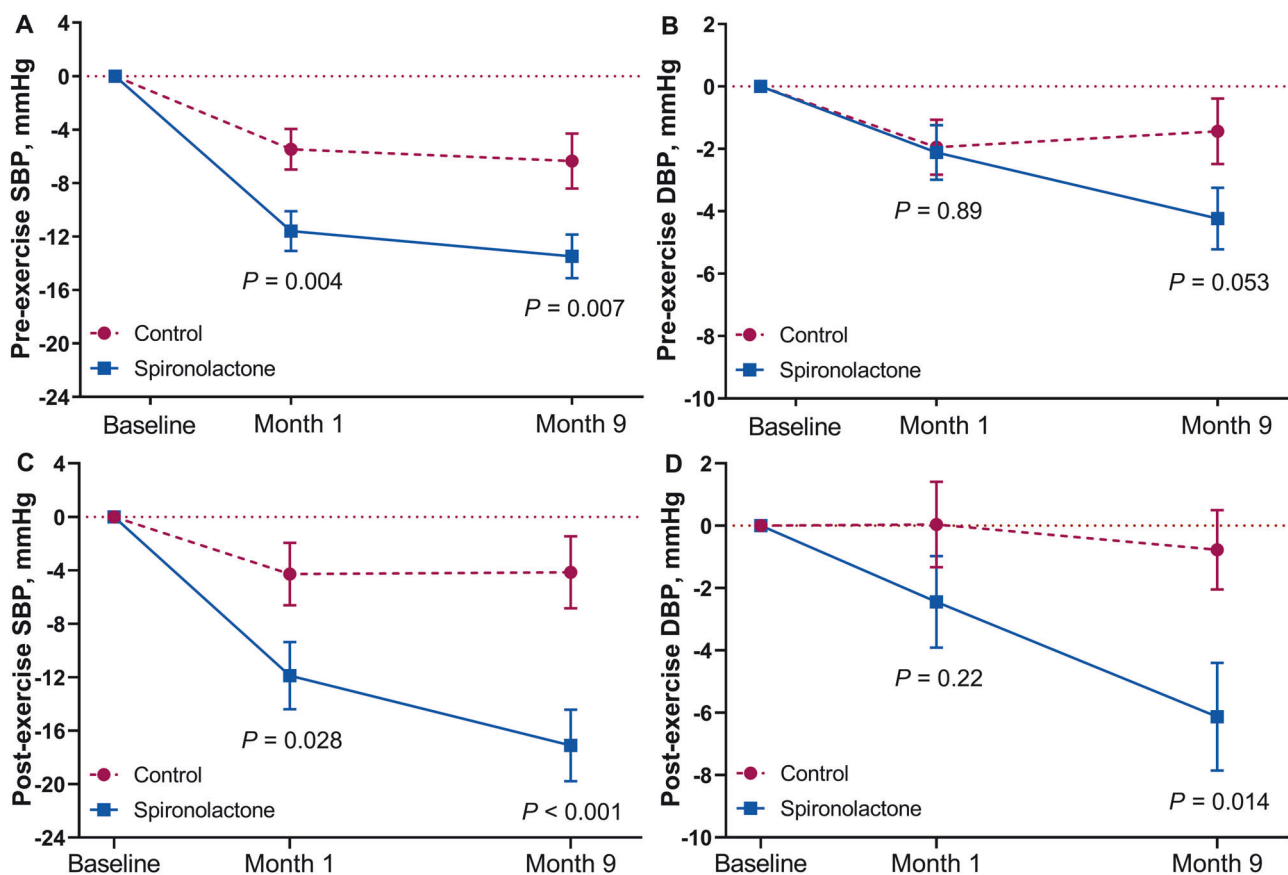 A
Pre-exercise SBP, mmHg
4
0
-4
-8
-12
-16
-20
-24
P = 0.004
P = 0.007
Control
Spironolactone
Baseline
Month 1
Month 9
B
Pre-exercise DBP, mmHg
2
0
-2
-4
-6
-8
-10
P = 0.89
P = 0.053
Control
Spironolactone
Baseline
Month 1
Month 9
C
Post-exercise SBP, mmHg
4
0
-4
-8
-12
-16
-20
-24
P = 0.028
P < 0.001
Control
Spironolactone
Baseline
Month 1
Month 9
D
Post-exercise DBP, mmHg
2
0
-2
-4
-6
-8
-10
P = 0.22
P = 0.014
Control
Spironolactone
Baseline
Month 1
Month 9